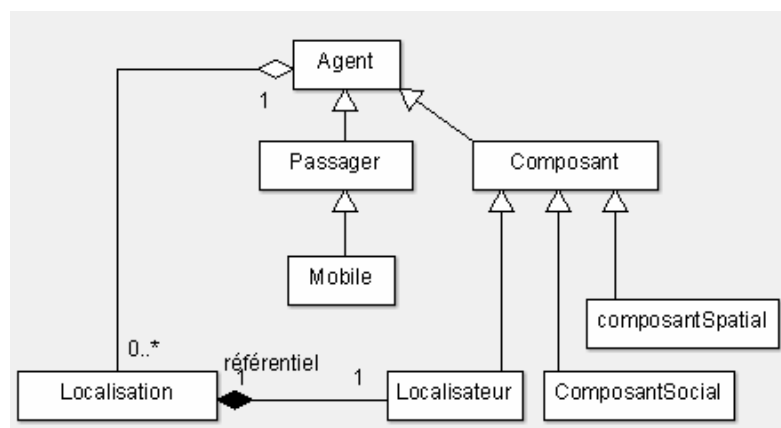 Agent
1
Passager
Composant
Mobile
composantSpatial
0..*
référentiel
1
1
Localisation
Localisateur
ComposantSocial